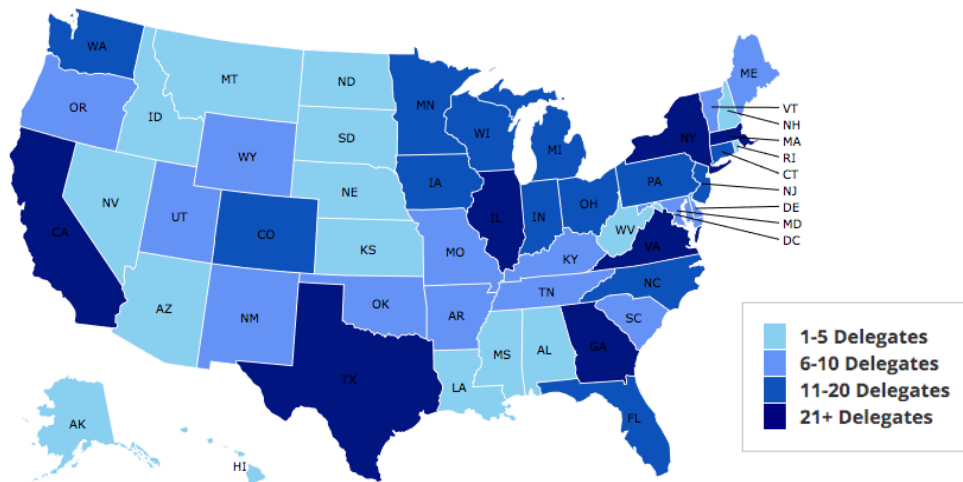 WA
MT
ND
MN
ME
OR
ID
SD
WI
MI
NY
VT
NH
MA
RI
CT
NJ
DE
MD
DC
WY
NE
IA
PA
NV
UT
CO
IL
IN
OH
WV
VA
CA
KS
MO
KY
AZ
NM
OK
AR
TN
NC
SC
TX
LA
MS
AL
GA
FL
AK
HI
1-5 Delegates
6-10 Delegates
11-20 Delegates
21+ Delegates